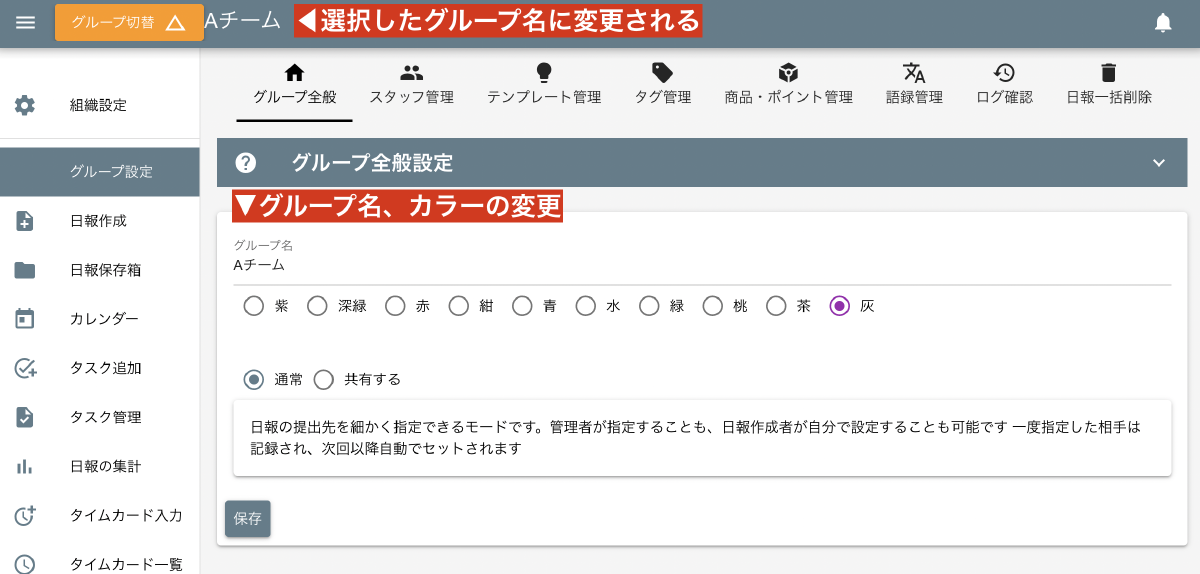 グループ切替
Aチーム
◀選択したグループ名に変更される
組織設定
グループ設定
日報作成
日報保存箱
カレンダー
タスク追加
タスク管理
日報の集計
タイムカード入力
タイムカード一覧
グループ全般
スタッフ管理
テンプレート管理
タグ管理
商品・ポイント管理
語録管理
ログ確認
日報一括削除
グループ全般設定
▼グループ名、カラーの変更
グループ名
Aチーム
紫 深緑 赤 紺 青 水 緑 桃 茶 灰
通常 共有する
日報の提出先を細かく指定できるモードです。管理者が指定することも、日報作成者が自分で設定することも可能です 一度指定した相手は
記録され、次回以降自動でセットされます
保存